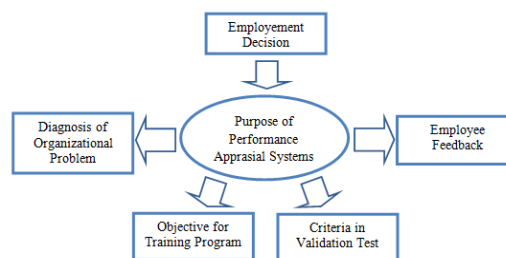 Employement
Decision
Purpose of
Performance
Apprasial Systems
Diagnosis of
Organizational
Problem
Employee
Feedback
Objective for
Training Program
Criteria in
Validation Test